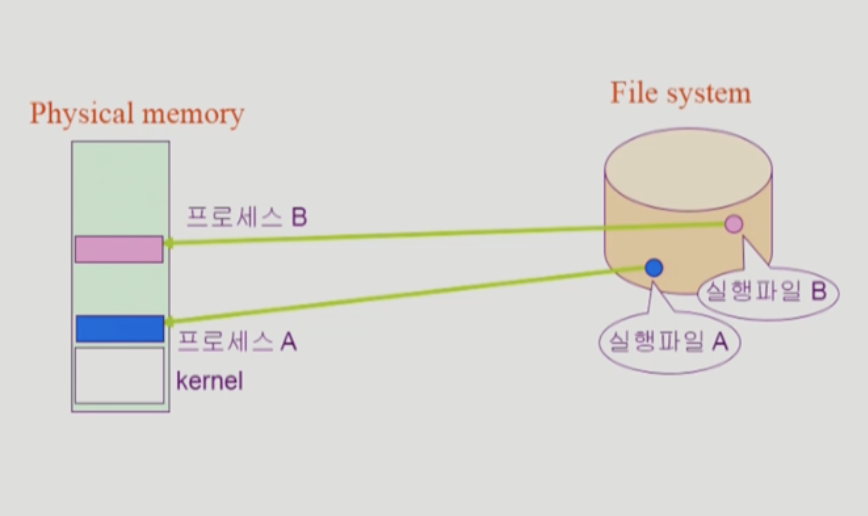 File system
Physical memory
프로세스 B
실행파일 B
실행파일 A
프로세스 A
kernel